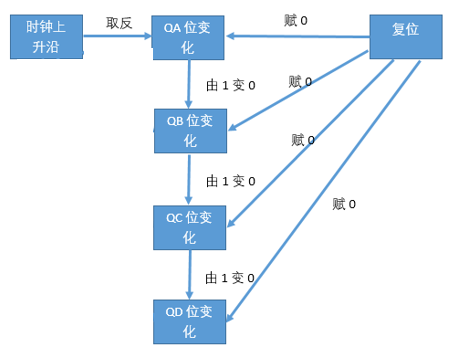 时钟上
升沿
取反
QA 位变
化
赋 0
复位
由 1 变 0
赋 0
QB 位变
化
赋 0
由 1 变 0
赋 0
QC 位变
化
由 1 变 0
QD 位变
化